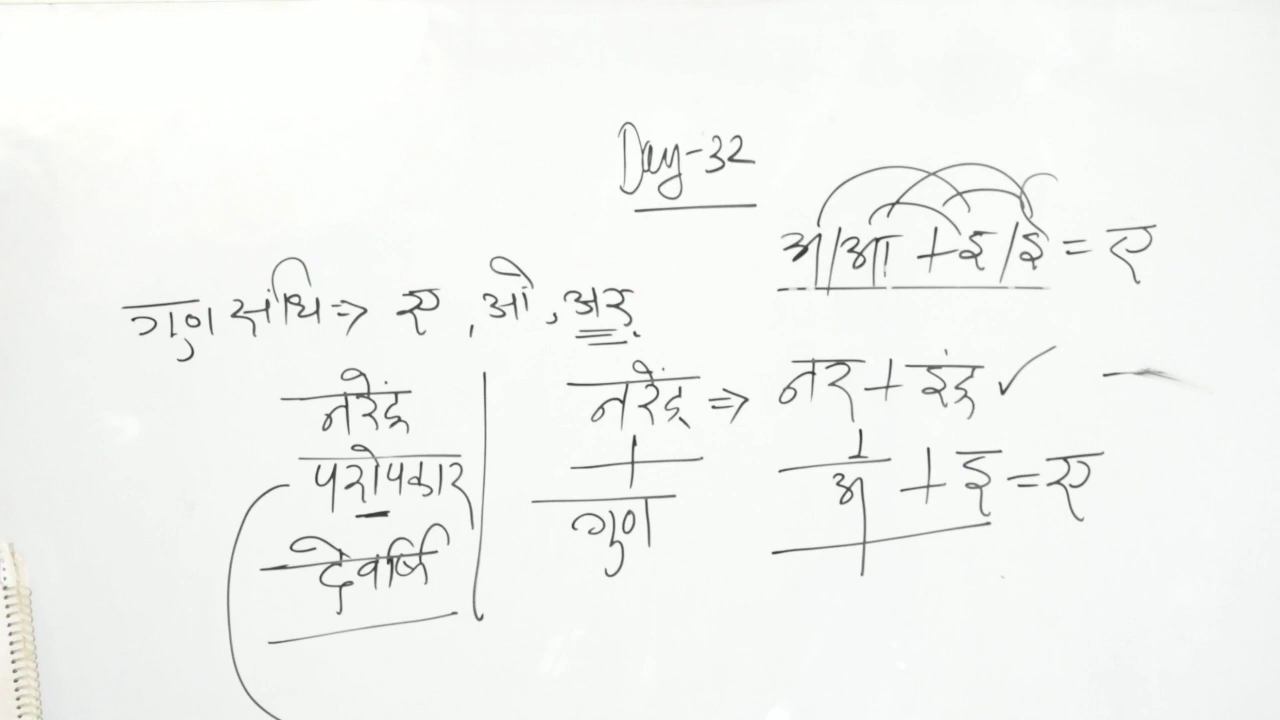 Day-32
अ/आ + इ/ई = ए
गुण संधि ⇒ ए, ओ, अर्
नरेंद्र
परोपकार
देवर्षि
नरेंद्र ⇒ नर + इंद्र ✓
गुण
अ + इ = ए